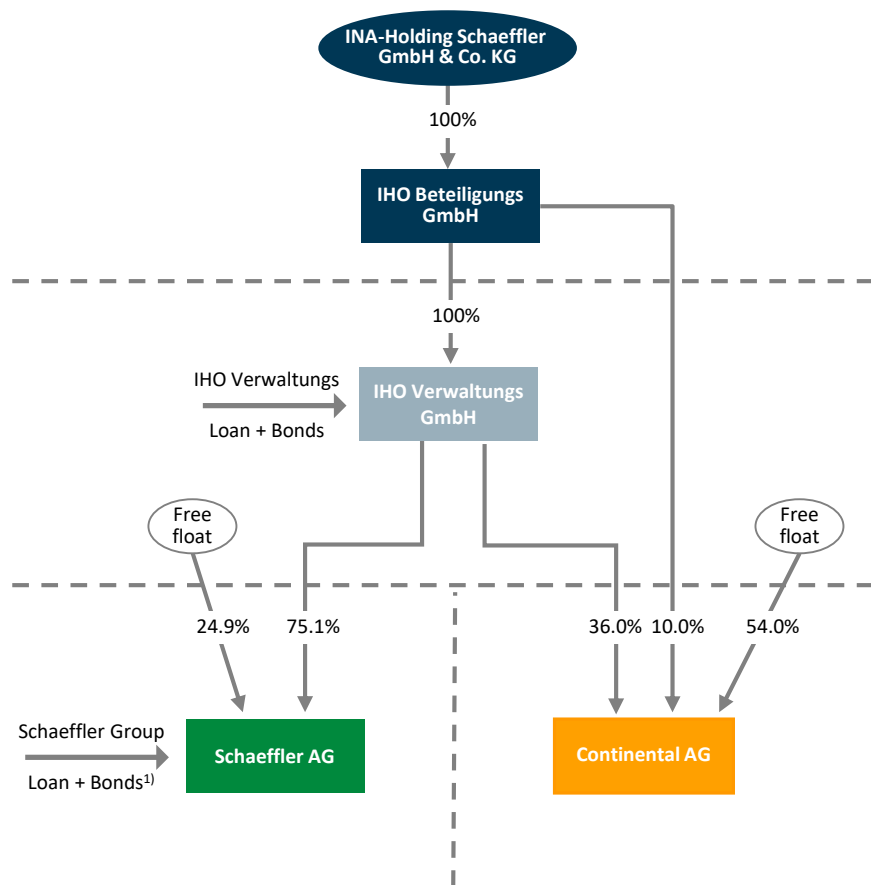 INA-Holding Schaeffler
GmbH & Co. KG
100%
IHO Beteiligungs
GmbH
100%
IHO Verwaltungs
Loan + Bonds
IHO Verwaltungs
GmbH
Free
float
Free
float
24.9%
75.1%
36.0%
10.0%
54.0%
Schaeffler Group
Loan + Bonds1)
Schaeffler AG
Continental AG